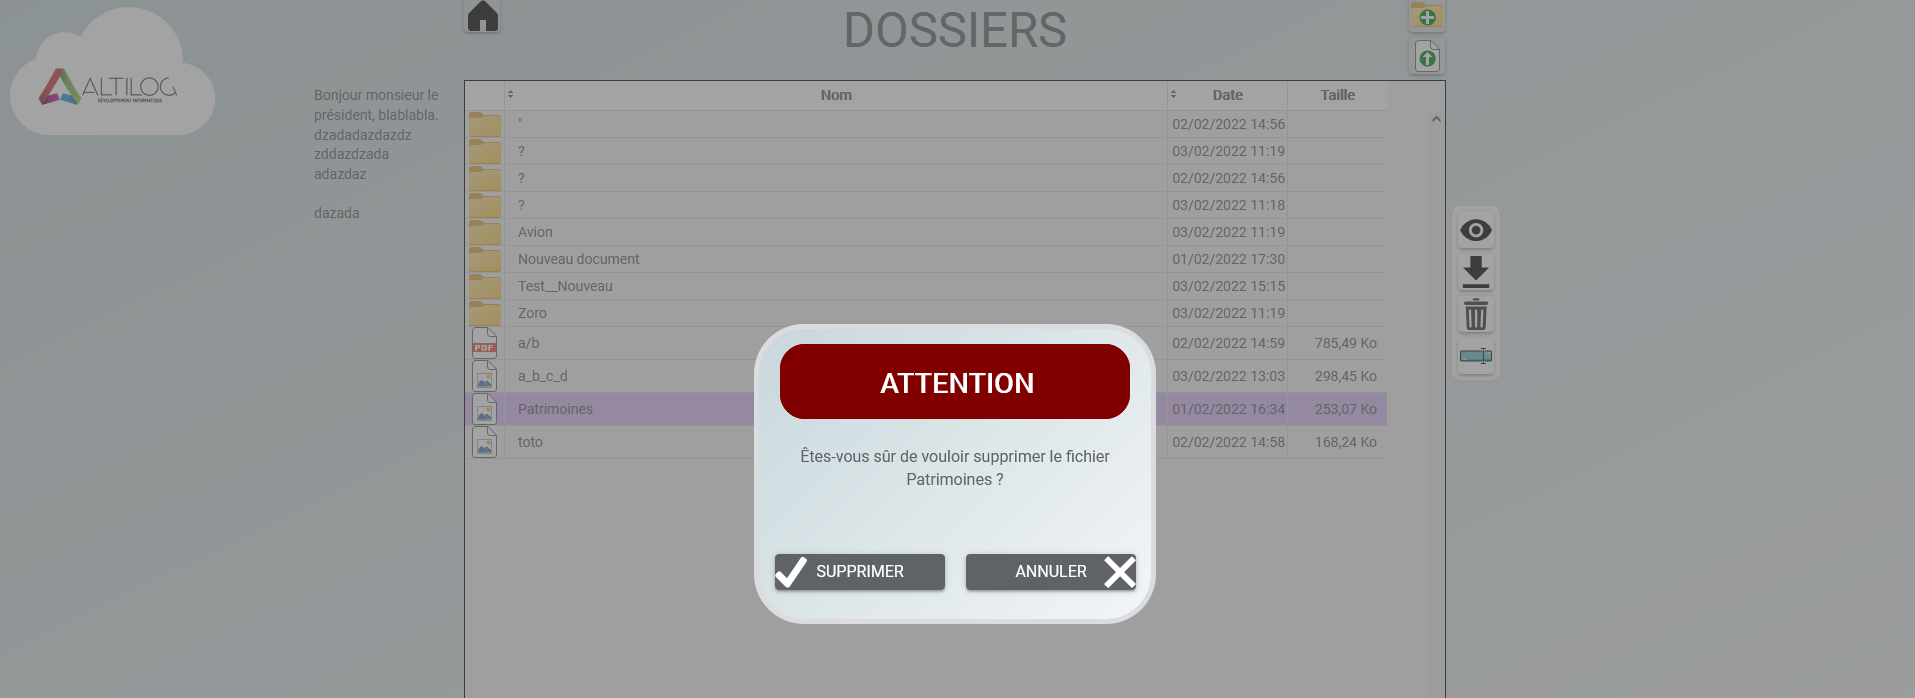 DOSSIERS
ALTILOG
DÉVELOPPEMENT INFORMATIQUE
Bonjour monsieur le
président, blablabla.
dzadadazdazdz
zddazdzada
adazdaz
dazada
Nom Date Taille
" 02/02/2022 14:56
? 03/02/2022 11:19
? 02/02/2022 14:56
? 03/02/2022 11:18
Avion 03/02/2022 11:19
Nouveau document 01/02/2022 17:30
Test__Nouveau 03/02/2022 15:15
Zoro 03/02/2022 11:19
PDF a/b 02/02/2022 14:59 785,49 Ko
a_b_c_d 03/02/2022 13:03 298,45 Ko
Patrimoines 01/02/2022 16:34 253,07 Ko
toto 02/02/2022 14:58 168,24 Ko
ATTENTION
Êtes-vous sûr de vouloir supprimer le fichier
Patrimoines ?
SUPPRIMER ANNULER